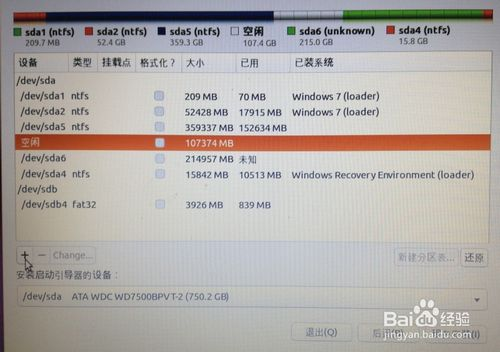 sda1 (ntfs) sda2 (ntfs) sda5 (ntfs) 空闲 sda6 (unknown) sda4 (ntfs)
209.7 MB 52.4 GB 359.3 GB 107.4 GB 215.0 GB 15.8 GB
设备 类型 挂载点 格式化？ 大小 已用 已装系统
/dev/sda
/dev/sda1 ntfs 209 MB 70 MB Windows 7 (loader)
/dev/sda2 ntfs 52428 MB 17915 MB Windows 7 (loader)
/dev/sda5 ntfs 359337 MB 152634 MB
空闲 107374 MB
/dev/sda6 214957 MB 未知
/dev/sda4 ntfs 15842 MB 10513 MB Windows Recovery Environment (loader)
/dev/sdb
/dev/sdb4 fat32 3926 MB 839 MB
+ − Change... 新建分区表... 还原
安装启动引导器的设备：
/dev/sda ATA WDC WD7500BPVT-2 (750.2 GB)
退出(Q)
Baidu 经验
jingyan.baidu.com